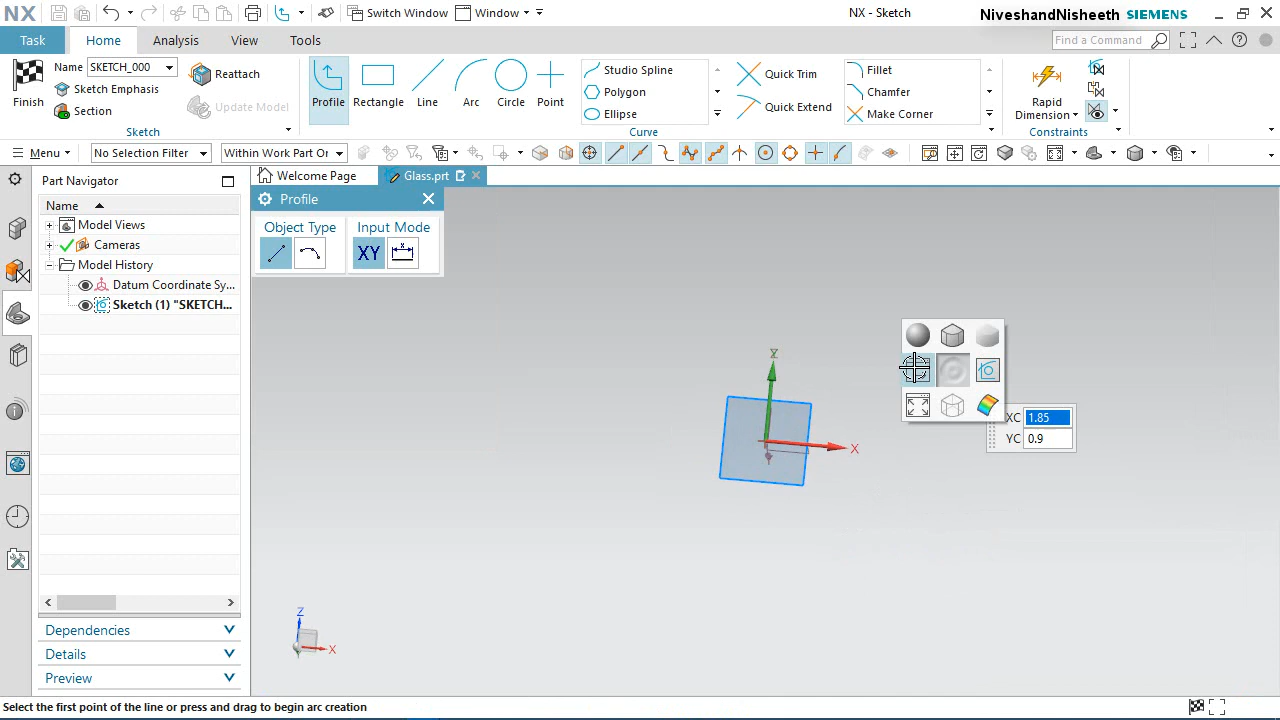 NX
Switch Window
Window
NX - Sketch
NiveshandNisheeth SIEMENS
Task
Home
Analysis
View
Tools
Find a Command
Finish
Name
SKETCH_000
Sketch Emphasis
Section
Reattach
Update Model
Sketch
Profile
Rectangle
Line
Arc
Circle
Point
Studio Spline
Polygon
Ellipse
Quick Trim
Quick Extend
Fillet
Chamfer
Make Corner
Curve
Rapid
Dimension
Constraints
Menu
No Selection Filter
Within Work Part Or
Part Navigator
Welcome Page
Glass.prt
Name
Model Views
Cameras
Model History
Datum Coordinate Sy...
Sketch (1) "SKETCH...
Dependencies
Details
Preview
Profile
Object Type
Input Mode
XY
XC
1.85
YC
0.9
X
Z
X
Select the first point of the line or press and drag to begin arc creation